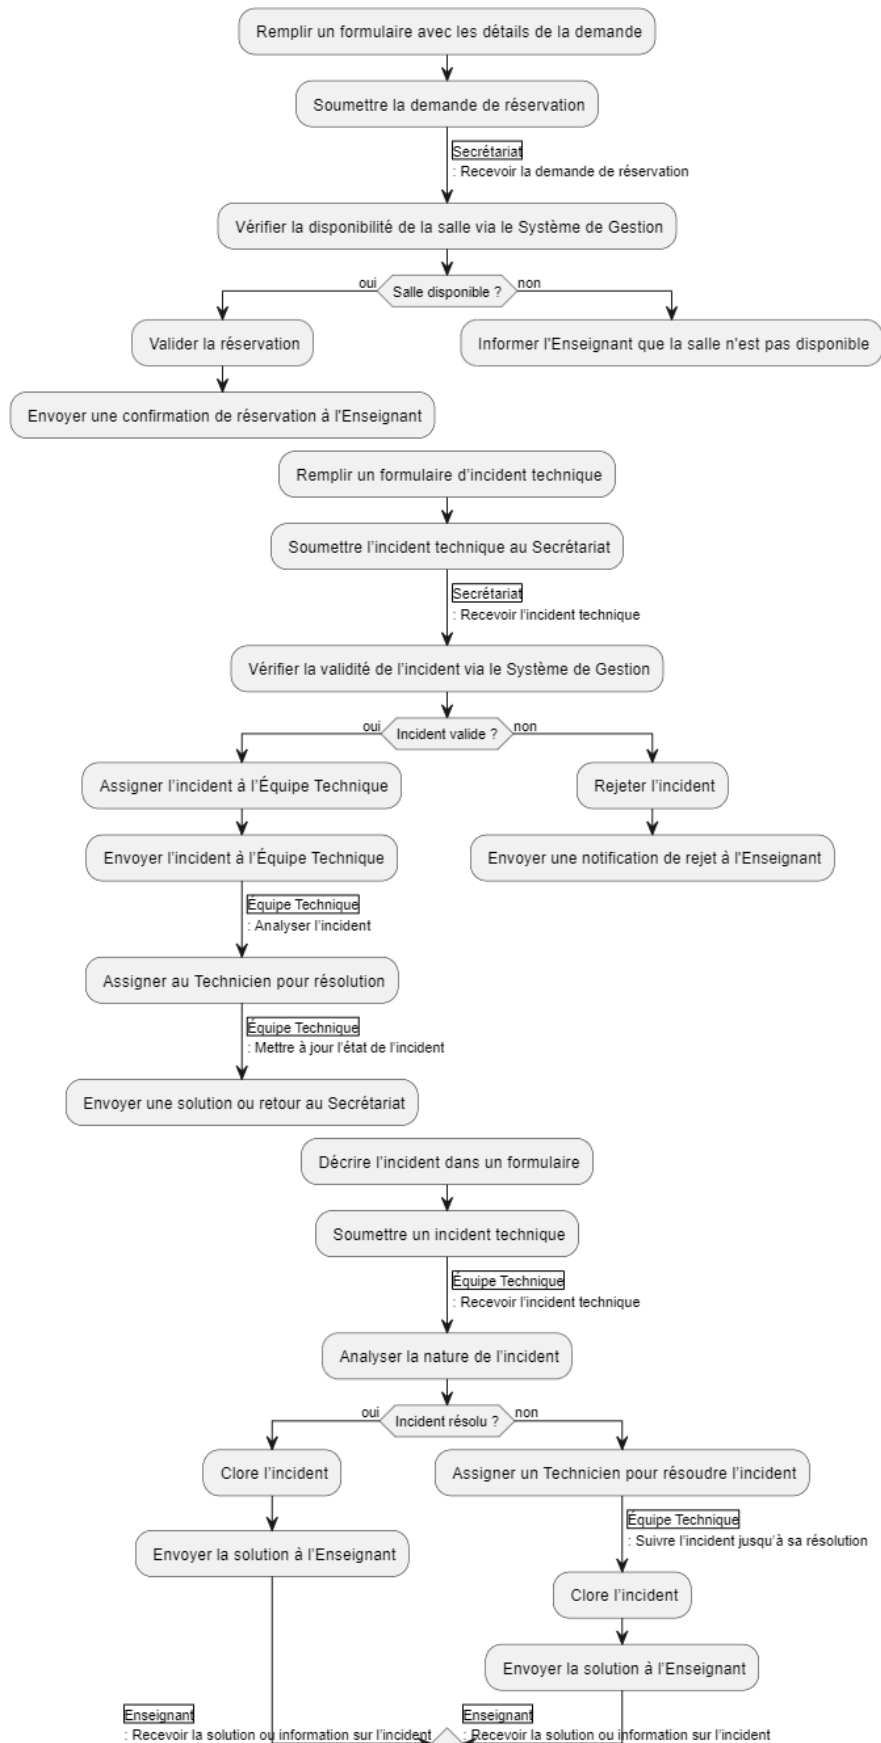 Remplir un formulaire avec les détails de la demande
Soumettre la demande de réservation
Secrétariat
: Recevoir la demande de réservation
Vérifier la disponibilité de la salle via le Système de Gestion
oui
Salle disponible ?
non
Valider la réservation
Informer l'Enseignant que la salle n'est pas disponible
Envoyer une confirmation de réservation à l'Enseignant
Remplir un formulaire d’incident technique
Soumettre l’incident technique au Secrétariat
Secrétariat
: Recevoir l’incident technique
Vérifier la validité de l’incident via le Système de Gestion
oui
Incident valide ?
non
Assigner l’incident à l’Équipe Technique
Rejeter l’incident
Envoyer l’incident à l’Équipe Technique
Envoyer une notification de rejet à l'Enseignant
Équipe Technique
: Analyser l’incident
Assigner au Technicien pour résolution
Équipe Technique
: Mettre à jour l’état de l’incident
Envoyer une solution ou retour au Secrétariat
Décrire l’incident dans un formulaire
Soumettre un incident technique
Équipe Technique
: Recevoir l’incident technique
Analyser la nature de l’incident
oui
Incident résolu ?
non
Clore l’incident
Assigner un Technicien pour résoudre l’incident
Équipe Technique
: Suivre l’incident jusqu’à sa résolution
Envoyer la solution à l’Enseignant
Clore l’incident
Envoyer la solution à l’Enseignant
Enseignant
: Recevoir la solution ou information sur l’incident
Enseignant
: Recevoir la solution ou information sur l’incident